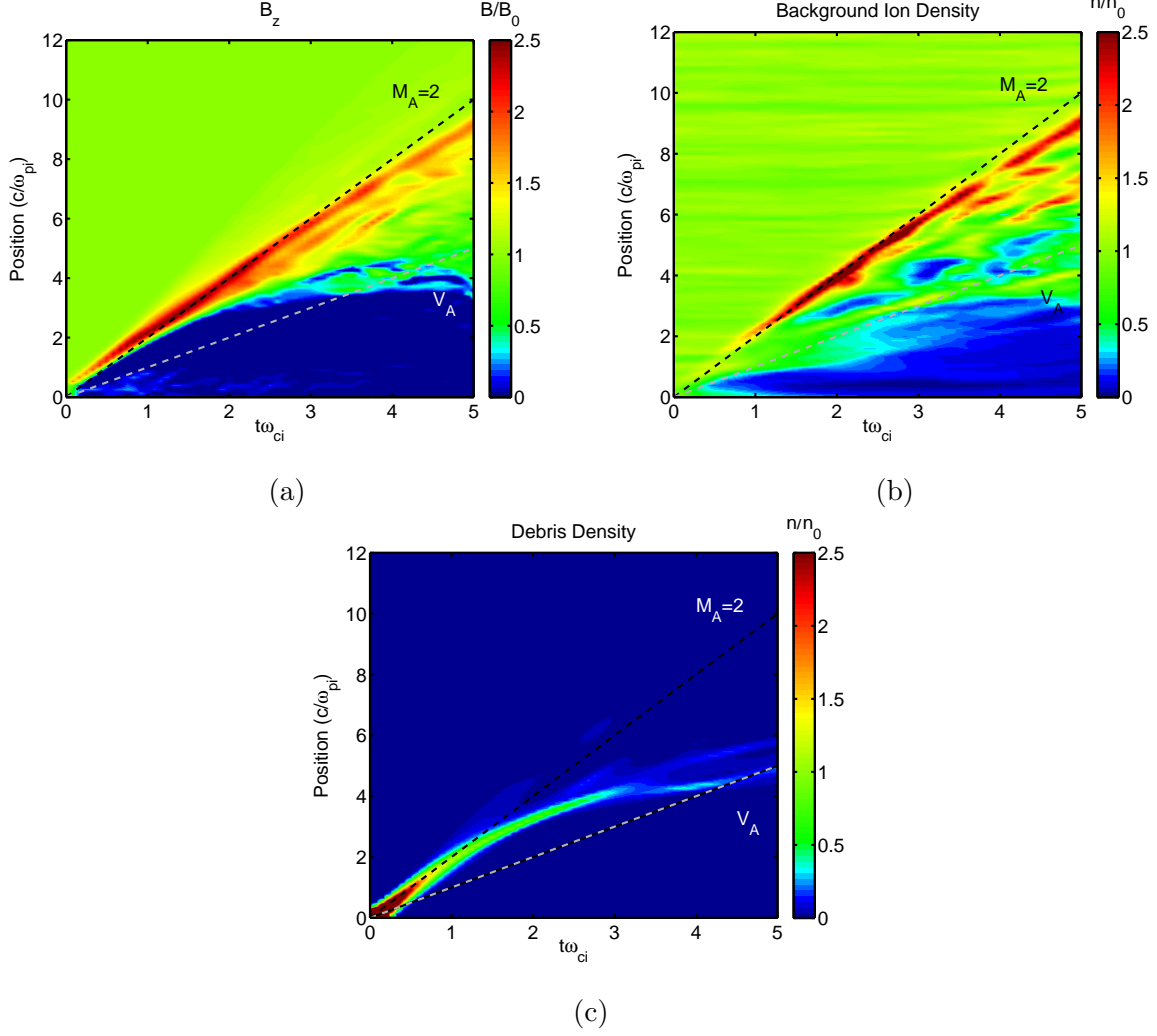 B_z B/B_0
12
10
8
6
4
2
0
Position (c/ω_pi)
0 1 2 3 4 5
tω_ci
M_A=2
V_A
2.5
2
1.5
1
0.5
0
(a)
Background Ion Density n/n_0
12
10
8
6
4
2
0
Position (c/ω_pi)
0 1 2 3 4 5
tω_ci
M_A=2
V_A
2.5
2
1.5
1
0.5
0
(b)
Debris Density n/n_0
12
10
8
6
4
2
0
Position (c/ω_pi)
0 1 2 3 4 5
tω_ci
M_A=2
V_A
2.5
2
1.5
1
0.5
0
(c)